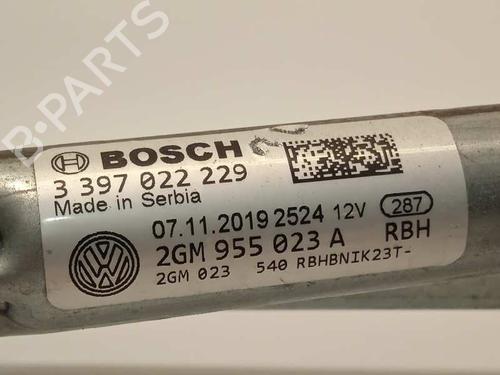 B-PARTS
BOSCH
3 397 022 229
Made in Serbia
07.11.2019 2524 12V 287
2GM 955 023 A RBH
2GM 023 540 RBHBNIK23T-